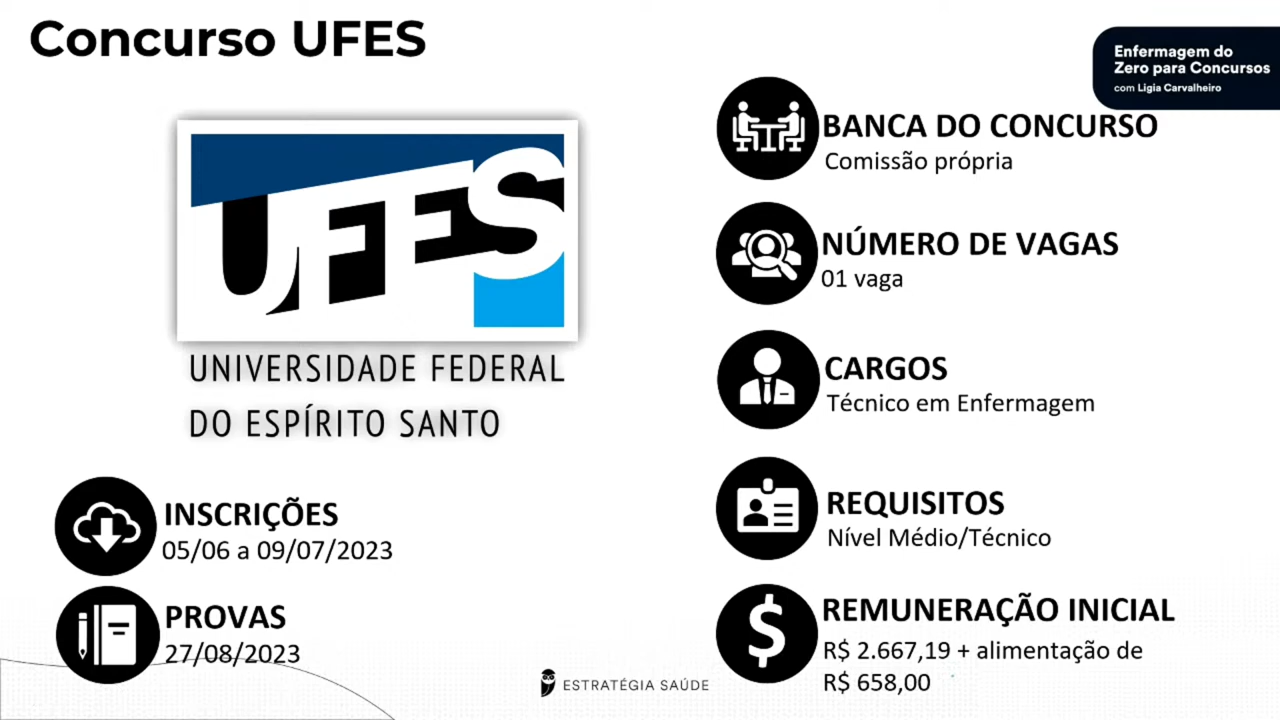 Concurso UFES
Enfermagem do
Zero para Concursos
com Ligia Carvalheiro
UFES
UNIVERSIDADE FEDERAL
DO ESPÍRITO SANTO
INSCRIÇÕES
05/06 a 09/07/2023
PROVAS
27/08/2023
BANCA DO CONCURSO
Comissão própria
NÚMERO DE VAGAS
01 vaga
CARGOS
Técnico em Enfermagem
REQUISITOS
Nível Médio/Técnico
REMUNERAÇÃO INICIAL
R$ 2.667,19 + alimentação de
R$ 658,00
ESTRATÉGIA SAÚDE